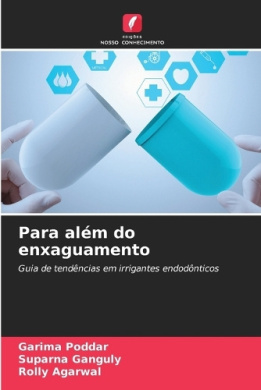 edições
NOSSO CONHECIMENTO
Para além do
enxaguamento
Guia de tendências em irrigantes endodônticos
Garima Poddar
Suparna Ganguly
Rolly Agarwal